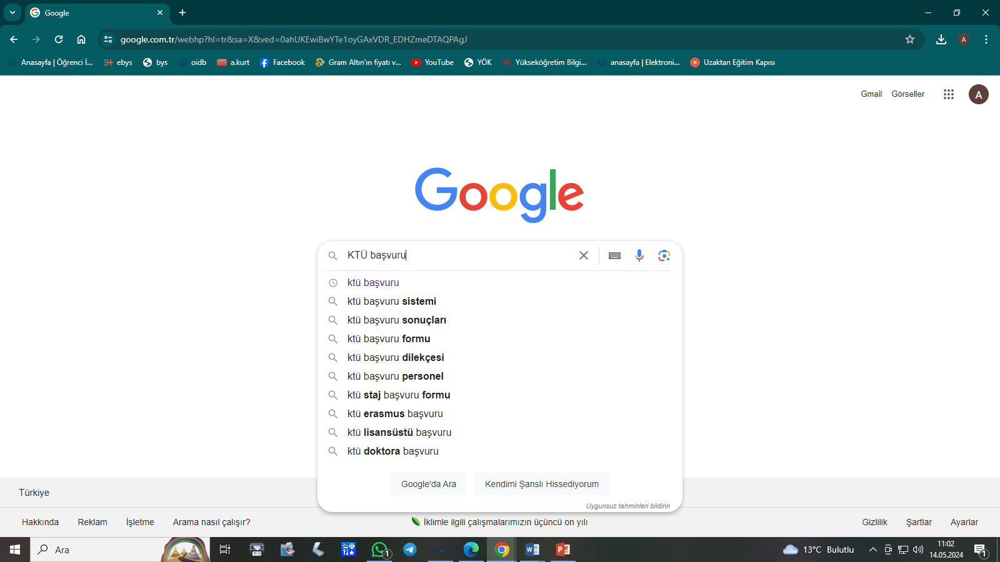 Google
google.com.tr/webhp?hl=tr&sa=X&ved=0ahUKEwiBwYTe1oyGAxVDR_EDHZmeDTAQPAgJ
A
Anasayfa | Öğrenci İ... ebys bys oidb a.kurt Facebook Gram Altın'ın fiyatı v... YouTube YÖK Yükseköğretim Bilgi... anasayfa | Elektroni... Uzaktan Eğitim Kapısı
Gmail Görseller A
Google
KTÜ başvuru
ktü başvuru
ktü başvuru sistemi
ktü başvuru sonuçları
ktü başvuru formu
ktü başvuru dilekçesi
ktü başvuru personel
ktü staj başvuru formu
ktü erasmus başvuru
ktü lisansüstü başvuru
ktü doktora başvuru
Google'da Ara Kendimi Şanslı Hissediyorum
Uygunsuz tahminleri bildirin
Türkiye
Hakkında Reklam İşletme Arama nasıl çalışır? İklimle ilgili çalışmalarımızın üçüncü on yılı Gizlilik Şartlar Ayarlar
Ara 1 13°C Bulutlu 11:02 1
14.05.2024